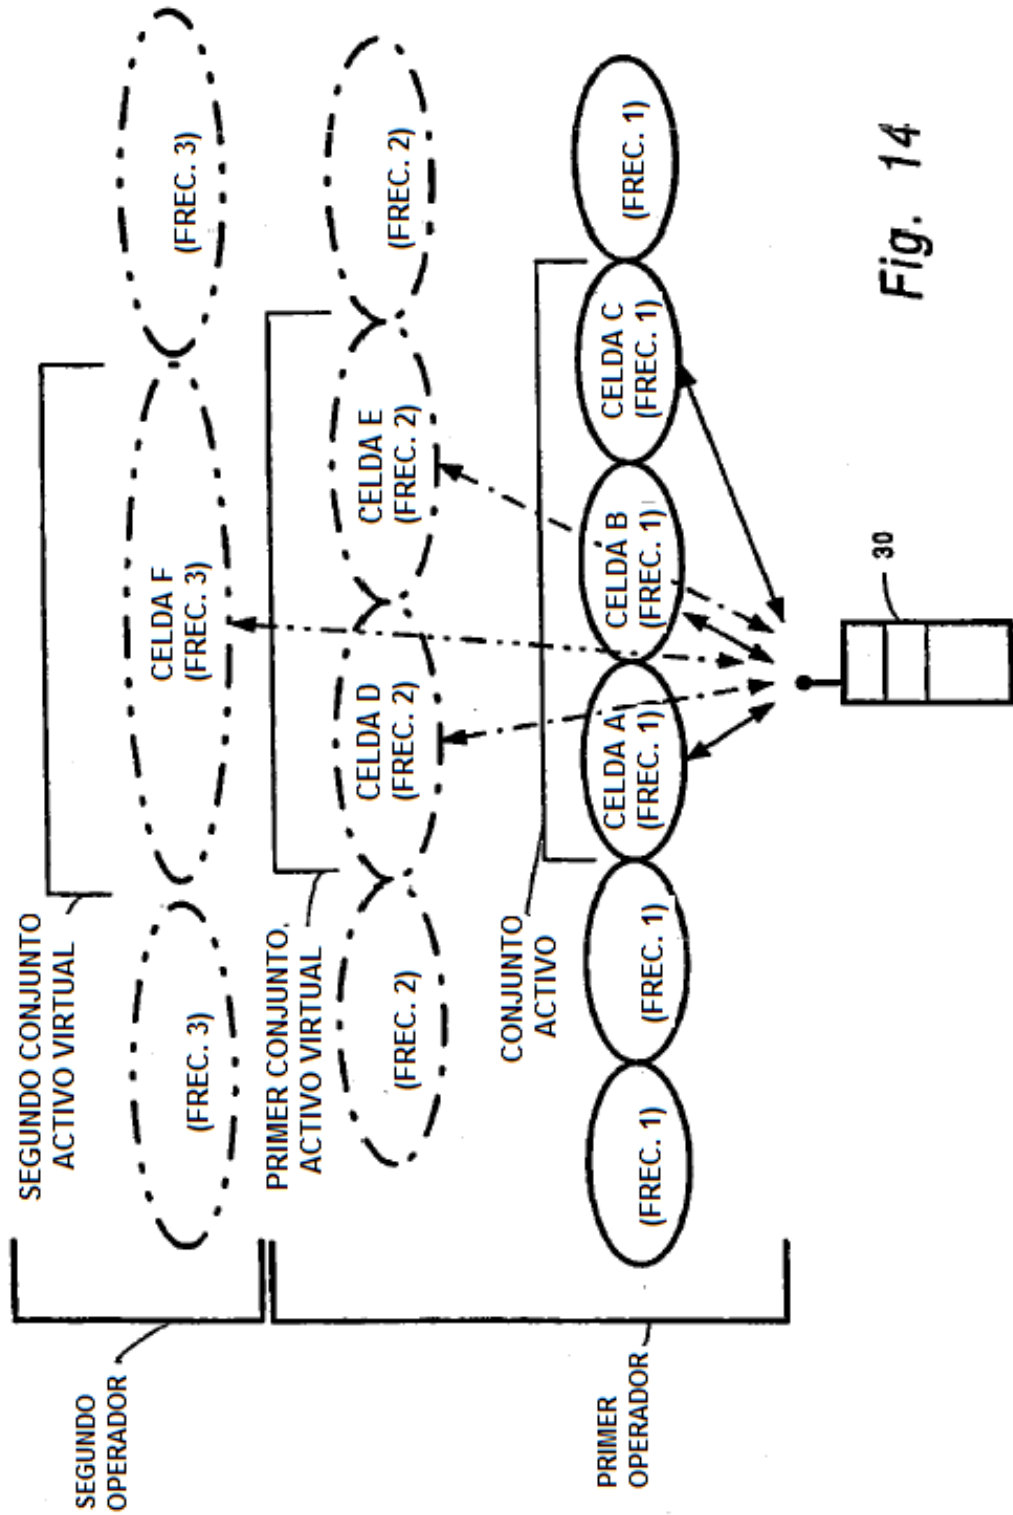 SEGUNDO
OPERADOR
SEGUNDO CONJUNTO
ACTIVO VIRTUAL
(FREC. 3)
CELDA F
(FREC. 3)
(FREC. 3)
PRIMER
OPERADOR
PRIMER CONJUNTO
ACTIVO VIRTUAL
(FREC. 2)
CELDA D
(FREC. 2)
CELDA E
(FREC. 2)
(FREC. 2)
CONJUNTO
ACTIVO
(FREC. 1)
(FREC. 1)
CELDA A
(FREC. 1)
CELDA B
(FREC. 1)
CELDA C
(FREC. 1)
(FREC. 1)
30
Fig. 14